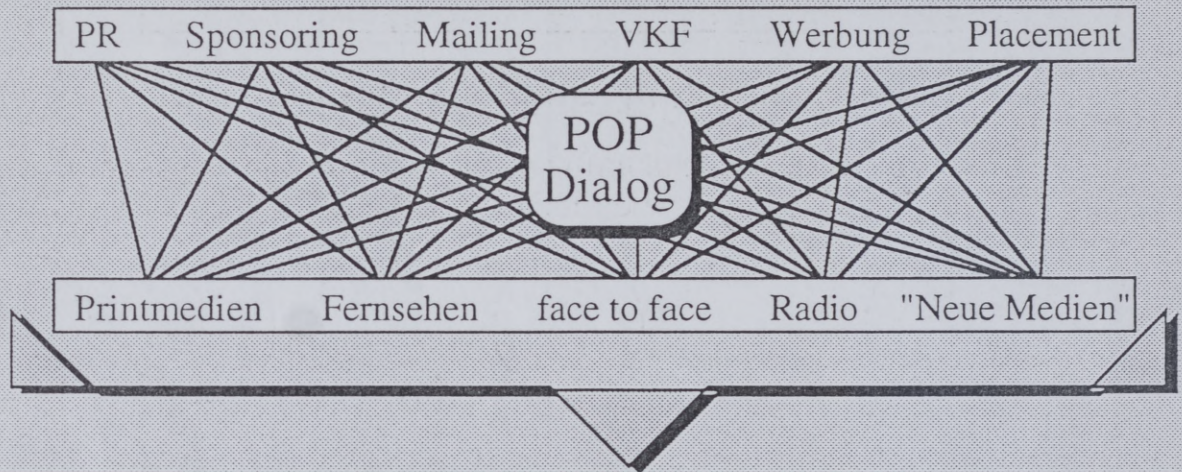 PR Sponsoring Mailing VKF Werbung Placement
POP
Dialog
Printmedien Fernsehen face to face Radio "Neue Medien"